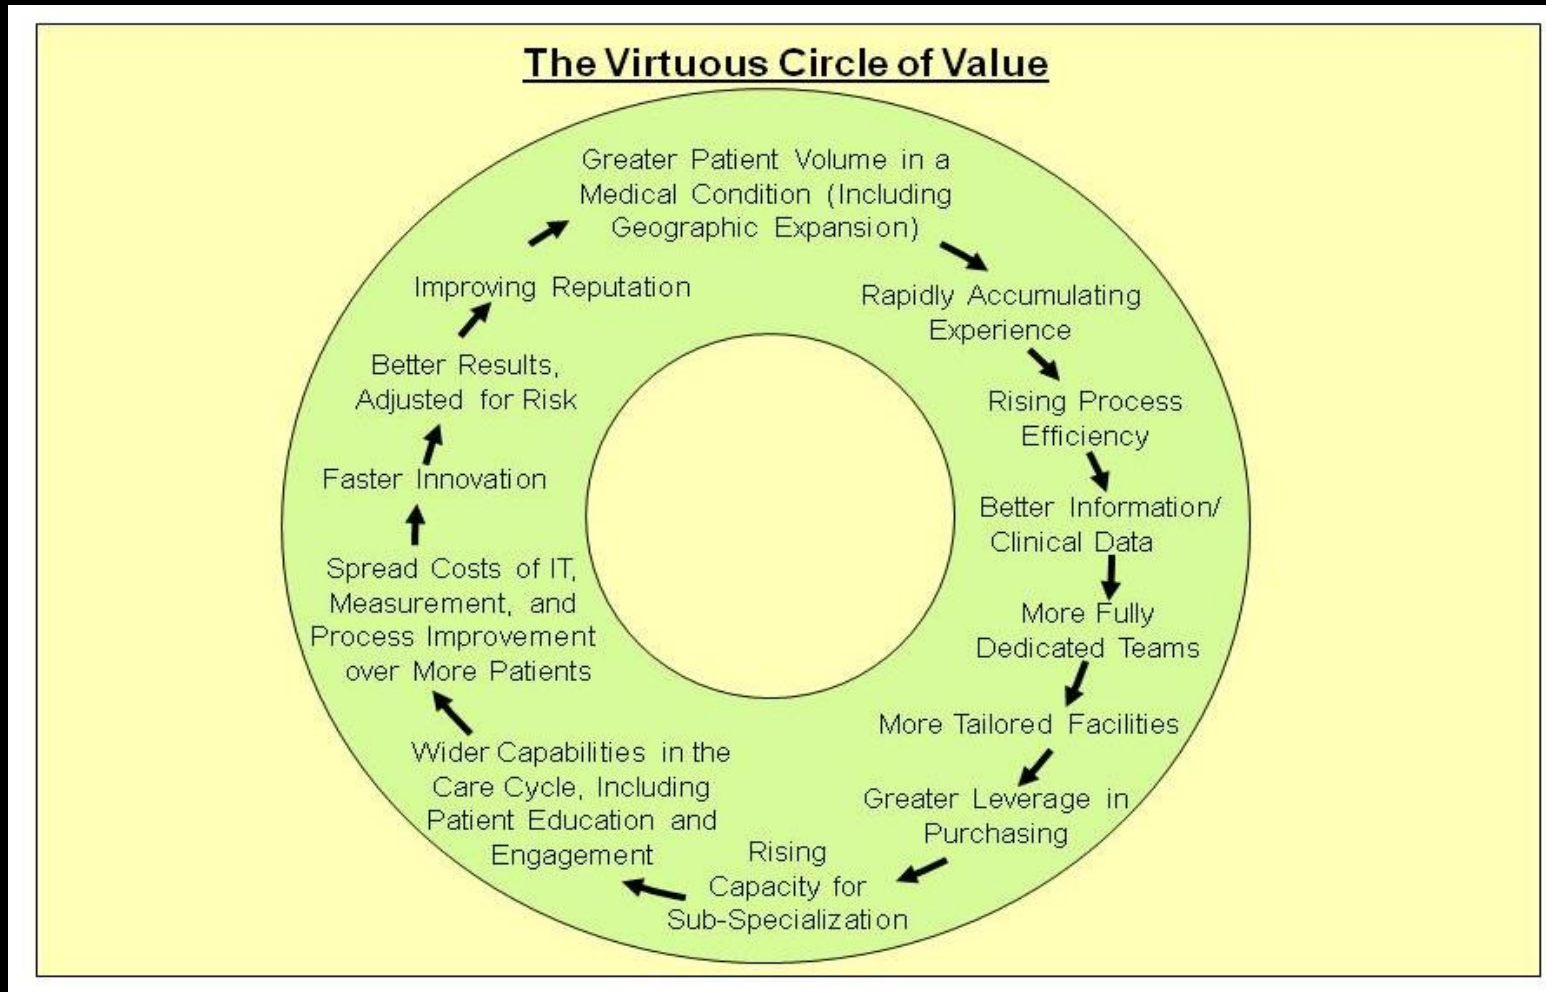 The Virtuous Circle of Value
Greater Patient Volume in a
Medical Condition (Including
Geographic Expansion)
Rapidly Accumulating
Experience
Rising Process
Efficiency
Better Information/
Clinical Data
More Fully
Dedicated Teams
More Tailored Facilities
Greater Leverage in
Purchasing
Rising
Capacity for
Sub-Specialization
Wider Capabilities in the
Care Cycle, Including
Patient Education and
Engagement
Spread Costs of IT,
Measurement, and
Process Improvement
over More Patients
Faster Innovation
Better Results,
Adjusted for Risk
Improving Reputation